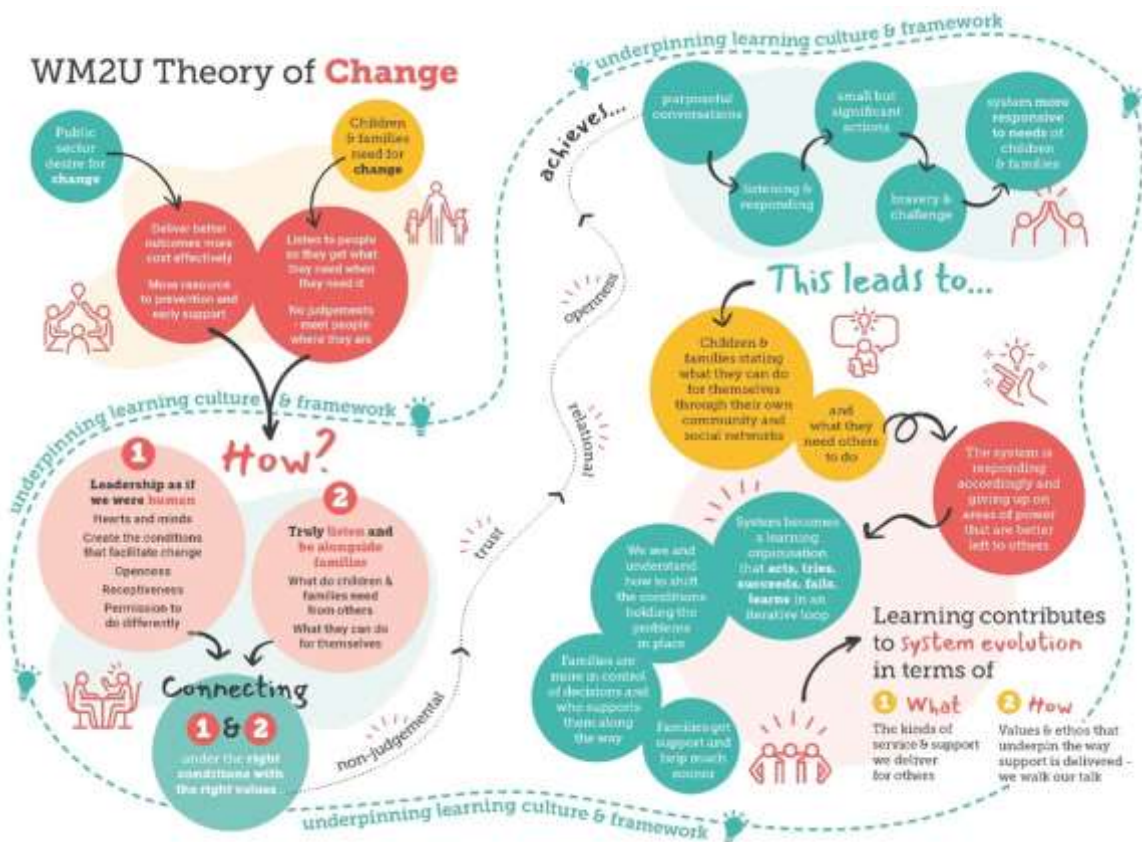 WM2U Theory of Change
Public
sector
desire for
change
Children
& families
need for
change
Deliver better
outcomes more
cost effectively
Move resource
to prevention and
early support
Listen to people
so they get what
they need when
they need it
No judgements
- meet people
where they are
underpinning learning culture & framework
How?
1
Leadership as if
we were human
Hearts and minds
Create the conditions
that facilitate change
Openness
Receptiveness
Permission to
do differently
2
Truly listen and
be alongside
families
What do children &
families need
from others
What they can do
for themselves
Connecting
1 & 2
under the right
conditions with
the right values
non-judgemental
trust
relational
openness
achieves...
underpinning learning culture & framework
purposeful
conversations
listening &
responding
small but
significant
actions
bravery &
challenge
system more
responsive
to needs of
children
& families
This leads to...
Children &
families stating
what they can do
for themselves
through their own
community and
social networks
and
what they
need others
to do
The system is
responding
accordingly and
giving up on
areas of power
that are better
left to others
System becomes
a learning
organisation
that acts, tries,
succeeds, fails,
learns in an
iterative loop
We see and
understand
how to shift
the conditions
holding the
problems
in place
Families are
more in control
of decisions and
who supports
them along
the way
Families get
support and
help much
sooner
Learning contributes
to system evolution
in terms of
1 What
The kinds of
service & support
we deliver
for others
2 How
Values & ethos that
underpin the way
support is delivered -
we walk our talk
underpinning learning culture & framework